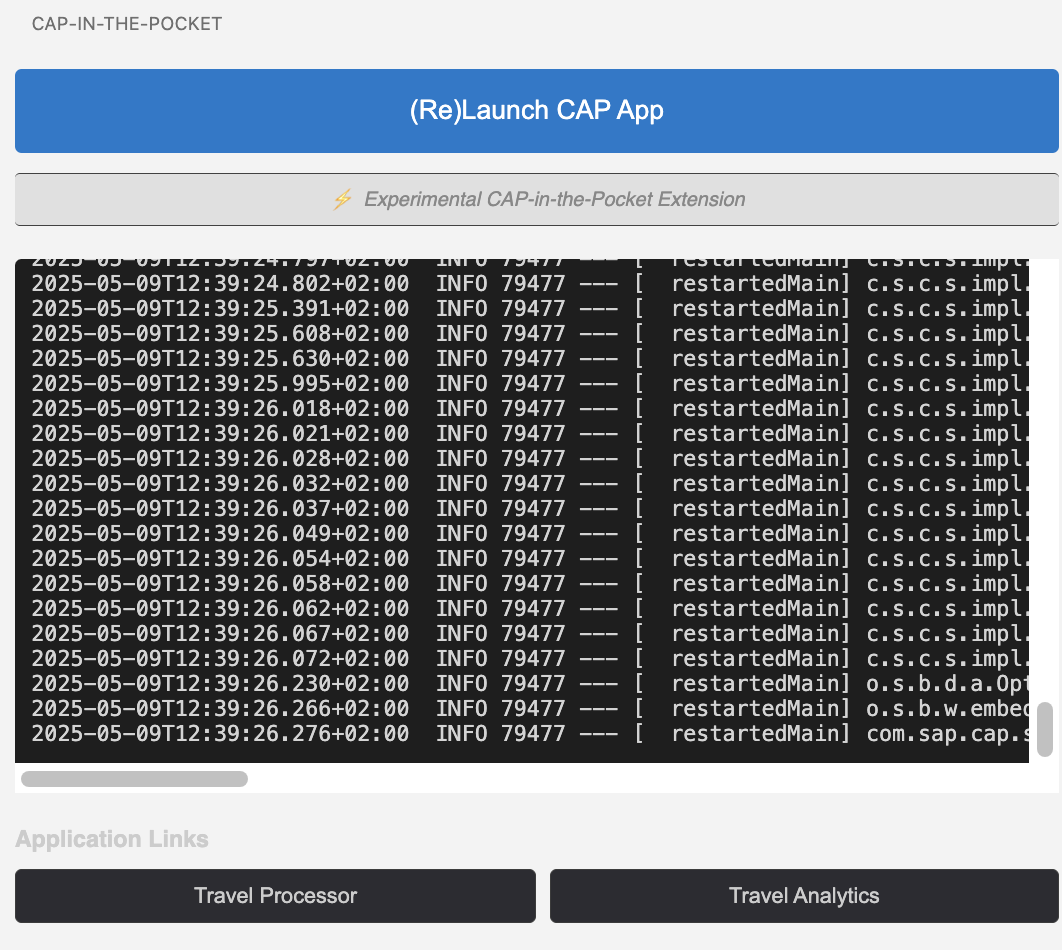 CAP-IN-THE-POCKET
(Re)Launch CAP App
⚡ Experimental CAP-in-the-Pocket Extension
2025-05-09T12:39:24.797+02:00  INFO 79477 --- [  restartedMain] c.s.c.s.impl.
2025-05-09T12:39:24.802+02:00  INFO 79477 --- [  restartedMain] c.s.c.s.impl.
2025-05-09T12:39:25.391+02:00  INFO 79477 --- [  restartedMain] c.s.c.s.impl.
2025-05-09T12:39:25.608+02:00  INFO 79477 --- [  restartedMain] c.s.c.s.impl.
2025-05-09T12:39:25.630+02:00  INFO 79477 --- [  restartedMain] c.s.c.s.impl.
2025-05-09T12:39:25.995+02:00  INFO 79477 --- [  restartedMain] c.s.c.s.impl.
2025-05-09T12:39:26.018+02:00  INFO 79477 --- [  restartedMain] c.s.c.s.impl.
2025-05-09T12:39:26.021+02:00  INFO 79477 --- [  restartedMain] c.s.c.s.impl.
2025-05-09T12:39:26.028+02:00  INFO 79477 --- [  restartedMain] c.s.c.s.impl.
2025-05-09T12:39:26.032+02:00  INFO 79477 --- [  restartedMain] c.s.c.s.impl.
2025-05-09T12:39:26.037+02:00  INFO 79477 --- [  restartedMain] c.s.c.s.impl.
2025-05-09T12:39:26.049+02:00  INFO 79477 --- [  restartedMain] c.s.c.s.impl.
2025-05-09T12:39:26.054+02:00  INFO 79477 --- [  restartedMain] c.s.c.s.impl.
2025-05-09T12:39:26.058+02:00  INFO 79477 --- [  restartedMain] c.s.c.s.impl.
2025-05-09T12:39:26.062+02:00  INFO 79477 --- [  restartedMain] c.s.c.s.impl.
2025-05-09T12:39:26.067+02:00  INFO 79477 --- [  restartedMain] c.s.c.s.impl.
2025-05-09T12:39:26.072+02:00  INFO 79477 --- [  restartedMain] c.s.c.s.impl.
2025-05-09T12:39:26.230+02:00  INFO 79477 --- [  restartedMain] o.s.b.d.a.Opt
2025-05-09T12:39:26.266+02:00  INFO 79477 --- [  restartedMain] o.s.b.w.embed
2025-05-09T12:39:26.276+02:00  INFO 79477 --- [  restartedMain] com.sap.cap.s
Application Links
Travel Processor
Travel Analytics